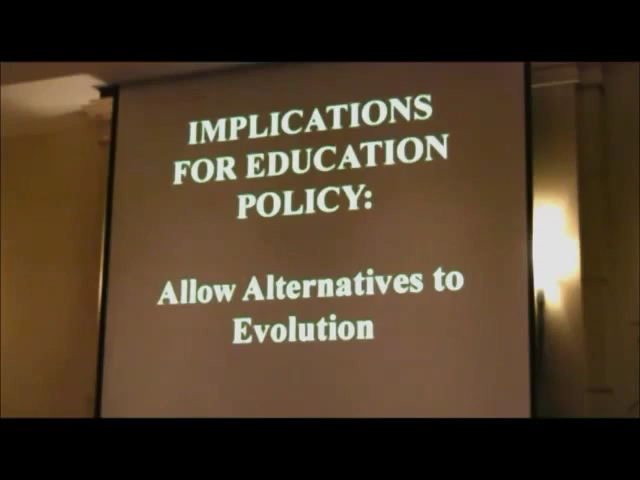 IMPLICATIONS
FOR EDUCATION
POLICY:
Allow Alternatives to
Evolution